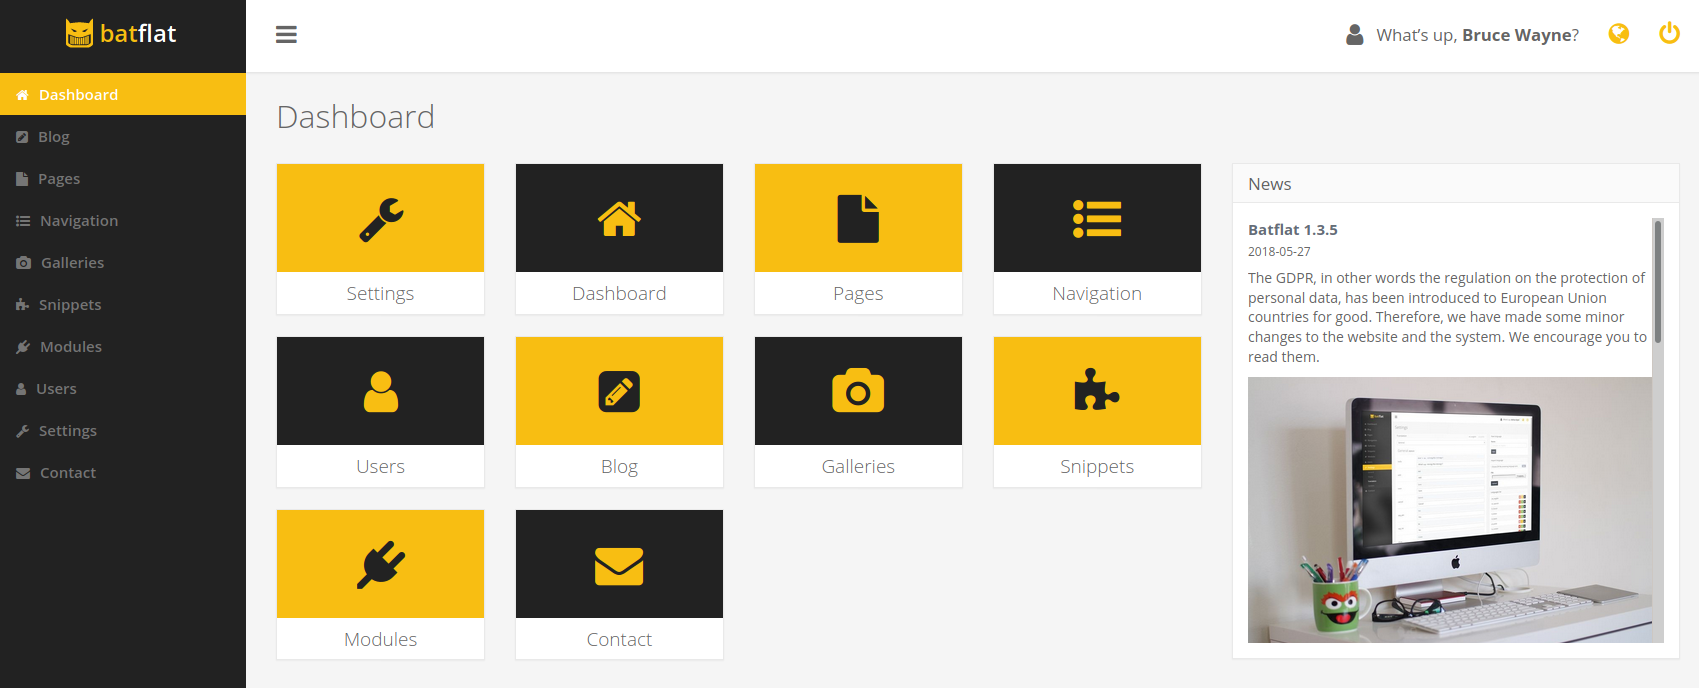 batflat
What’s up, Bruce Wayne?
Dashboard
Blog
Pages
Navigation
Galleries
Snippets
Modules
Users
Settings
Contact
Dashboard
Settings
Dashboard
Pages
Navigation
Users
Blog
Galleries
Snippets
Modules
Contact
News
Batflat 1.3.5
2018-05-27
The GDPR, in other words the regulation on the protection of
personal data, has been introduced to European Union
countries for good. Therefore, we have made some minor
changes to the website and the system. We encourage you to
read them.